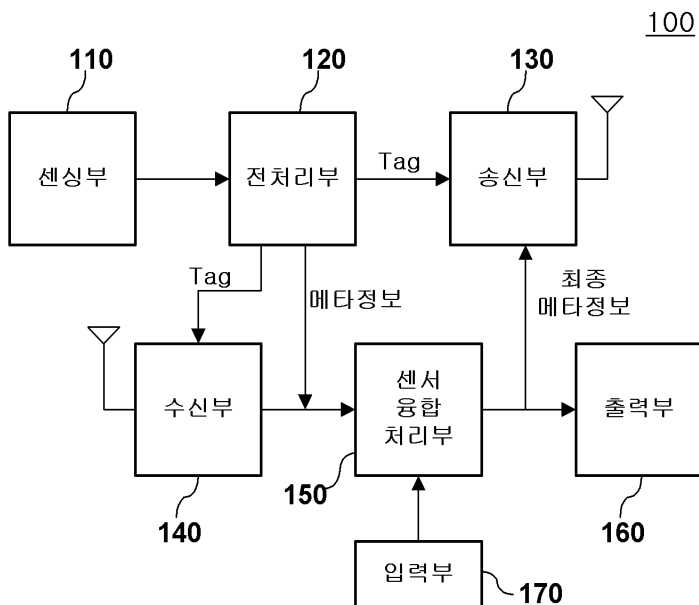 100
110
120
130
센싱부
전처리부
Tag
송신부
Tag
메타정보
최종
메타정보
수신부
센서
융합
처리부
출력부
140
150
160
입력부
170